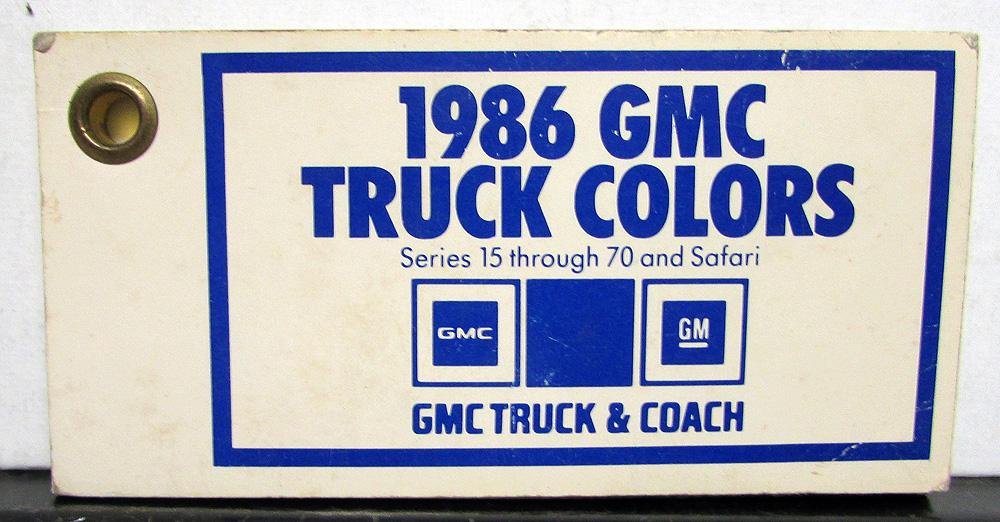 1986 GMC
TRUCK COLORS
Series 15 through 70 and Safari
GMC
GM
GMC TRUCK & COACH